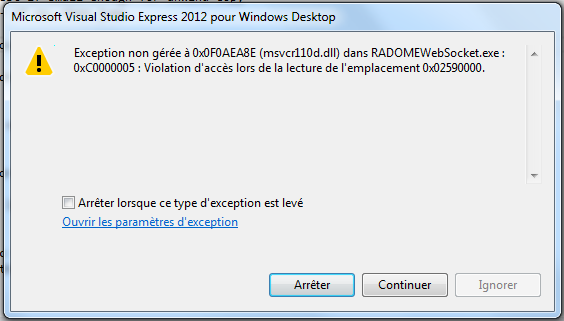 Microsoft Visual Studio Express 2012 pour Windows Desktop
Exception non gérée à 0x0F0AEA8E (msvcr110d.dll) dans RADOMEWebSocket.exe :
0xC0000005 : Violation d'accès lors de la lecture de l'emplacement 0x02590000.
Arrêter lorsque ce type d'exception est levé
Ouvrir les paramètres d'exception
Arrêter
Continuer
Ignorer